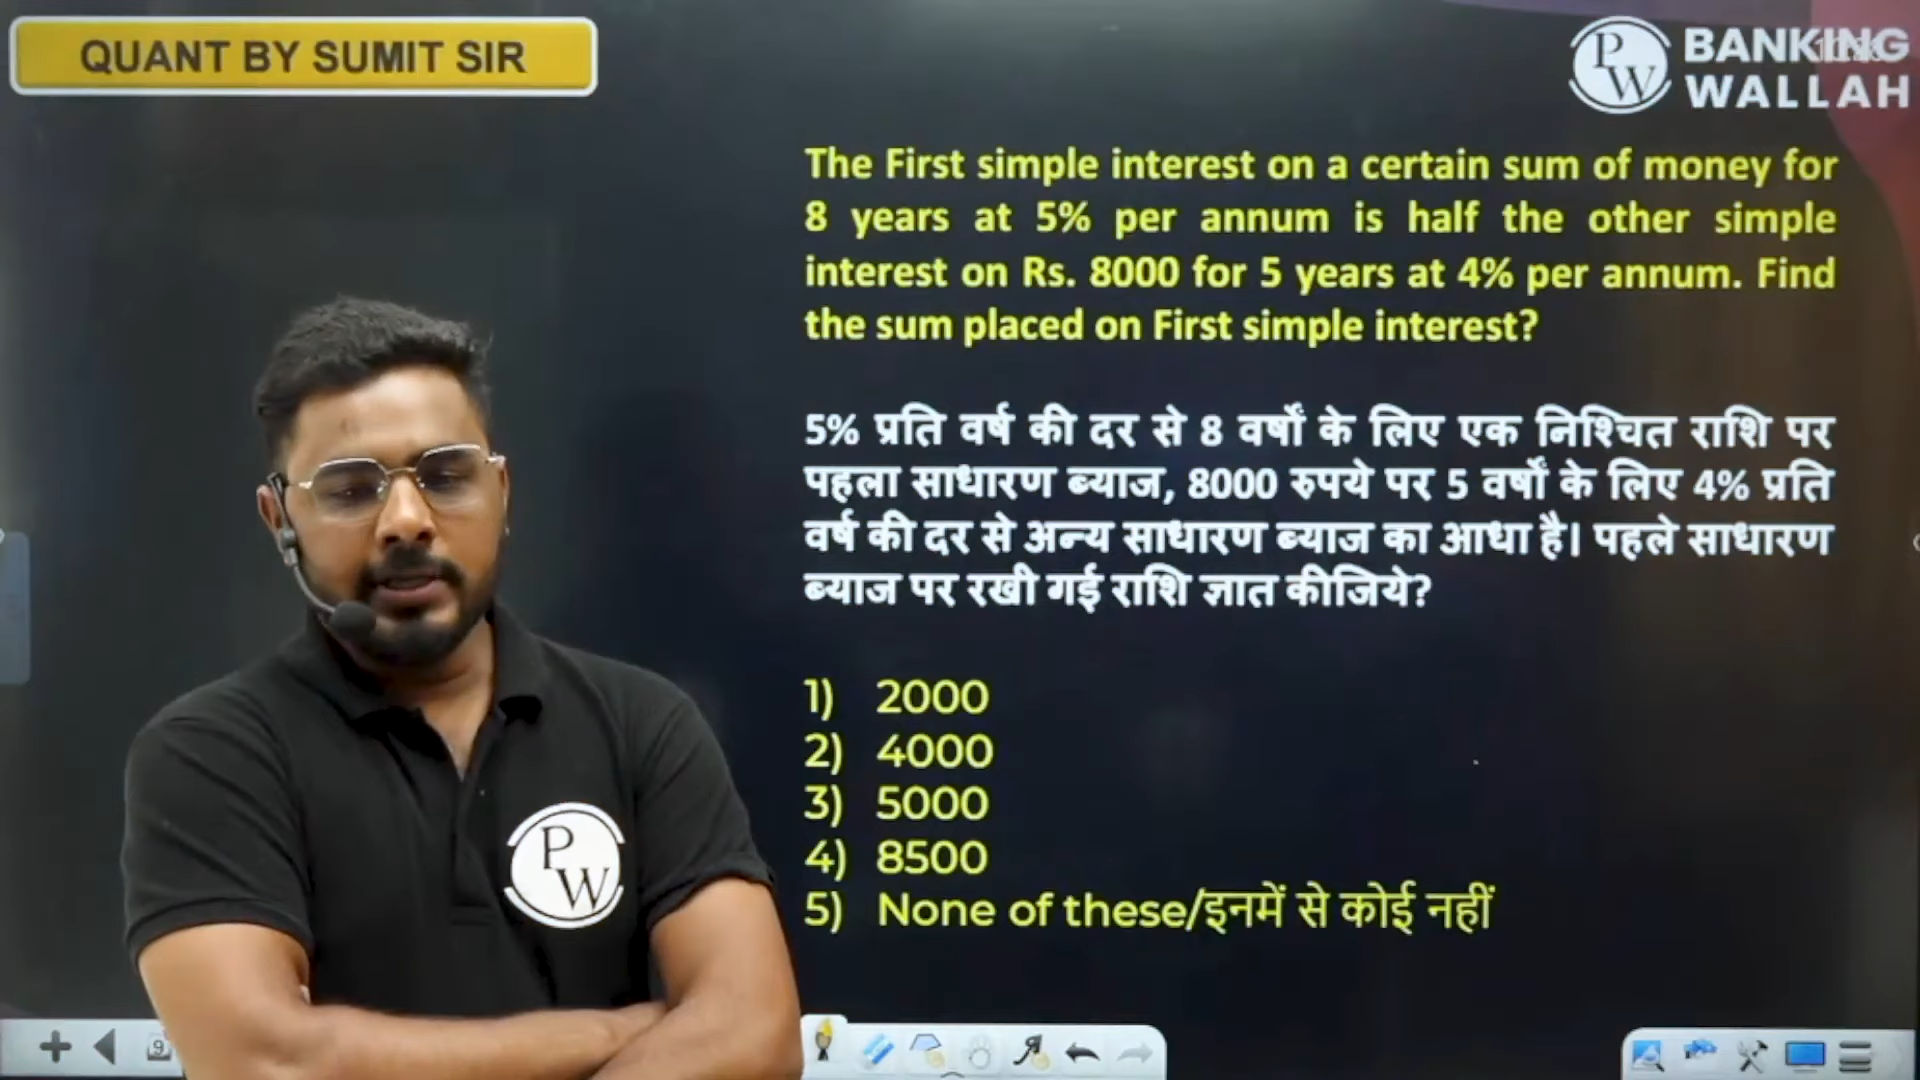 QUANT BY SUMIT SIR
PW
BANKING
WALLAH
The First simple interest on a certain sum of money for
8 years at 5% per annum is half the other simple
interest on Rs. 8000 for 5 years at 4% per annum. Find
the sum placed on First simple interest?
5% प्रति वर्ष की दर से 8 वर्षों के लिए एक निश्चित राशि पर
पहला साधारण ब्याज, 8000 रुपये पर 5 वर्षों के लिए 4% प्रति
वर्ष की दर से अन्य साधारण ब्याज का आधा है। पहले साधारण
ब्याज पर रखी गई राशि ज्ञात कीजिये?
1) 2000
2) 4000
3) 5000
4) 8500
5) None of these/इनमें से कोई नहीं
PW
9